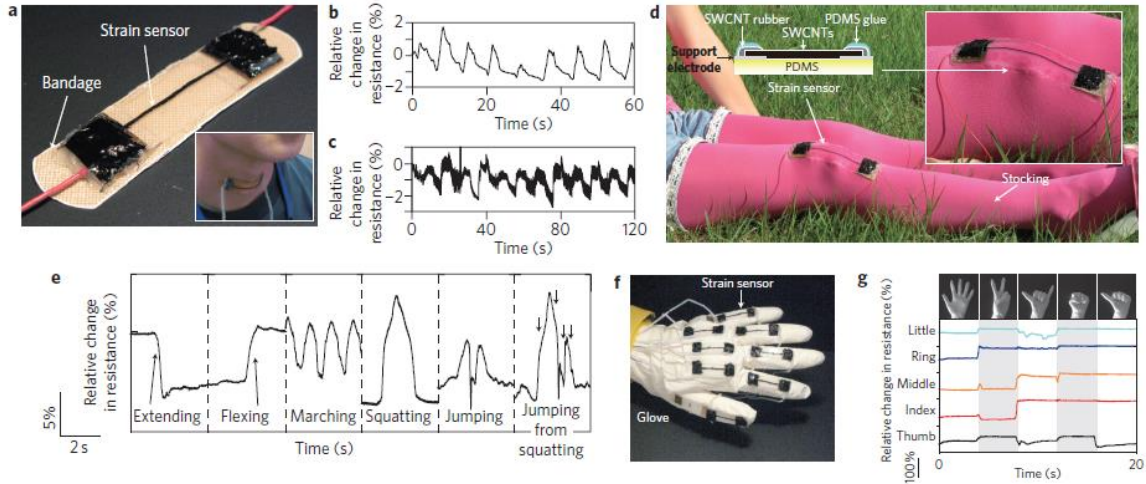 a
Strain sensor
Bandage
b
Relative
change in
resistance (%)
2
0
−2
0
20
40
60
Time (s)
c
Relative
change in
resistance (%)
0
−2
0
40
80
120
Time (s)
d
SWCNT rubber
PDMS glue
SWCNTs
Support
electrode
PDMS
Strain sensor
Stocking
e
Relative change
in resistance (%)
5%
2 s
Extending
Flexing
Marching
Squatting
Jumping
Jumping
from
squatting
Time (s)
f
Strain sensor
Glove
g
Relative change in resistance (%)
Little
Ring
Middle
Index
Thumb
100%
0
20
Time (s)